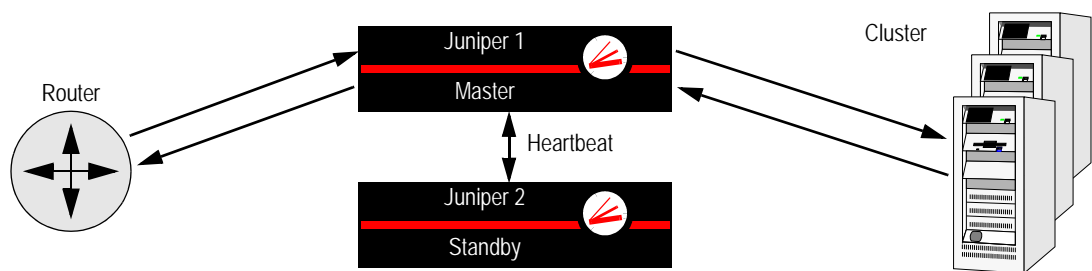 Juniper 1
Cluster
Router
Master
Heartbeat
Juniper 2
Standby